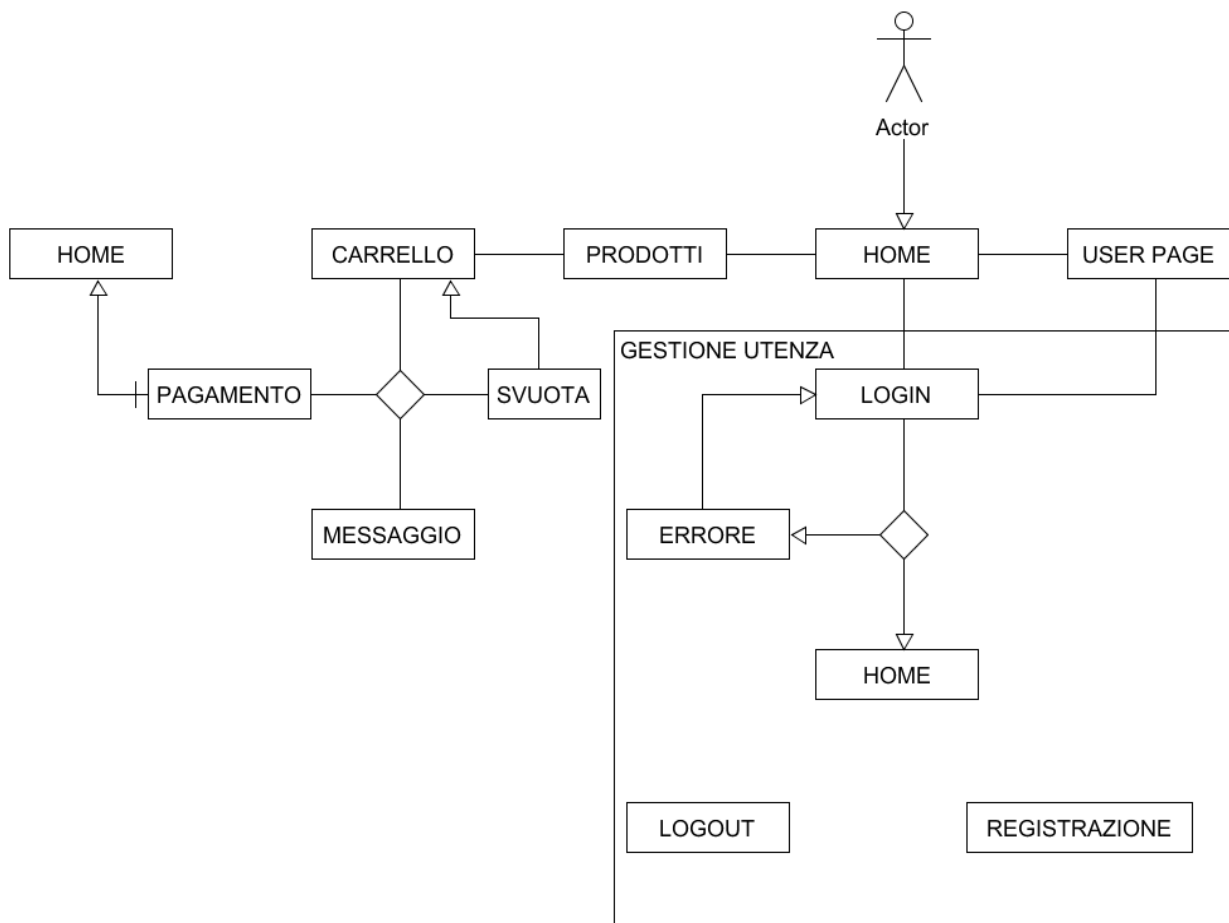 Actor
HOME
CARRELLO
PRODOTTI
HOME
USER PAGE
GESTIONE UTENZA
PAGAMENTO
SVUOTA
LOGIN
MESSAGGIO
ERRORE
HOME
LOGOUT
REGISTRAZIONE